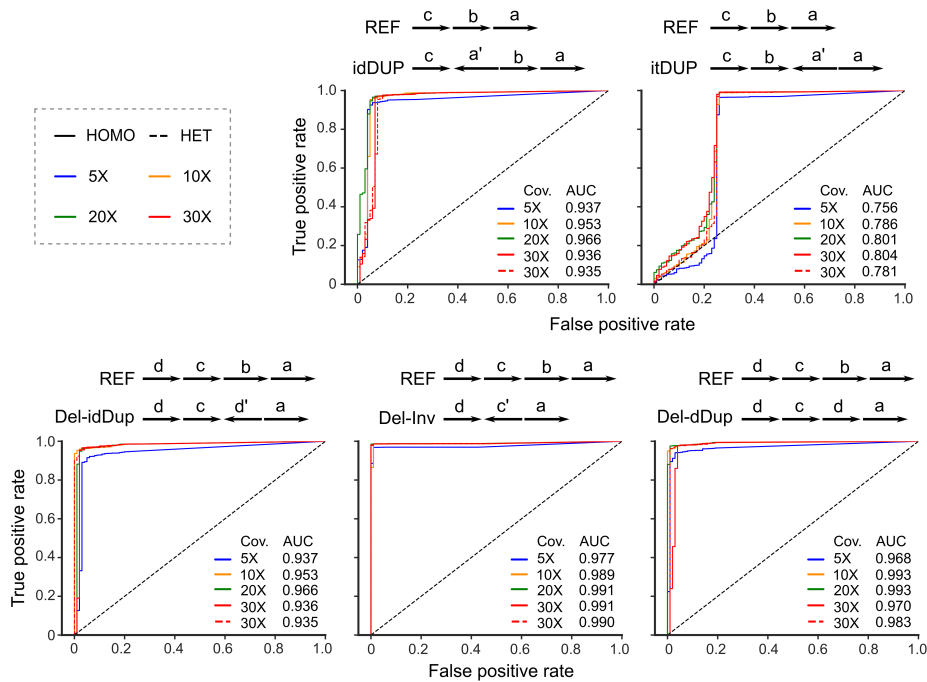 c b a
REF
c a' b a
idDUP
c b a
REF
c b a' a
itDUP
HOMO HET
5X 10X
20X 30X
True positive rate
1.0
0.8
0.6
0.4
0.2
0
0 0.2 0.4 0.6 0.8 1.0
Cov. AUC
5X 0.937
10X 0.953
20X 0.966
30X 0.936
30X 0.935
0 0.2 0.4 0.6 0.8 1.0
Cov. AUC
5X 0.756
10X 0.786
20X 0.801
30X 0.804
30X 0.781
False positive rate
d c b a
REF
d c d' a
Del-idDup
d c b a
REF
d c' a
Del-Inv
d c b a
REF
d c d a
Del-dDup
True positive rate
1.0
0.8
0.6
0.4
0.2
0
0 0.2 0.4 0.6 0.8 1.0
Cov. AUC
5X 0.937
10X 0.953
20X 0.966
30X 0.936
30X 0.935
0 0.2 0.4 0.6 0.8 1.0
Cov. AUC
5X 0.977
10X 0.989
20X 0.991
30X 0.991
30X 0.990
0 0.2 0.4 0.6 0.8 1.0
Cov. AUC
5X 0.968
10X 0.993
20X 0.993
30X 0.970
30X 0.983
False positive rate